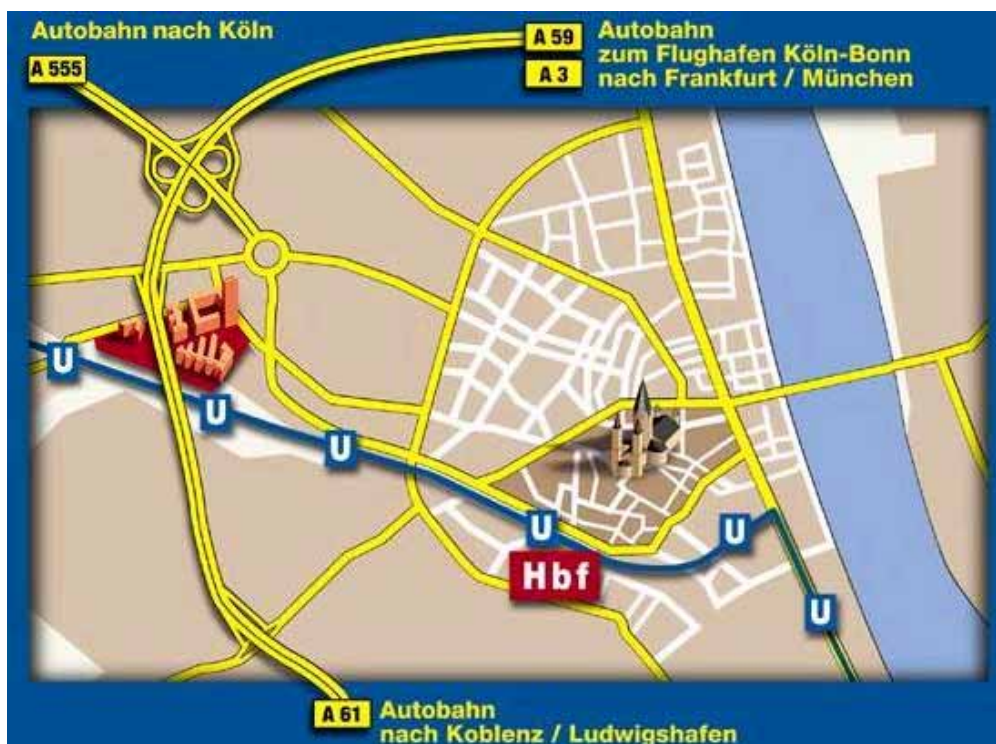 Autobahn nach Köln
A 555
A 59
A 3
Autobahn
zum Flughafen Köln-Bonn
nach Frankfurt / München
U
U
U
U
U
Hbf
U
A 61
Autobahn
nach Koblenz / Ludwigshafen